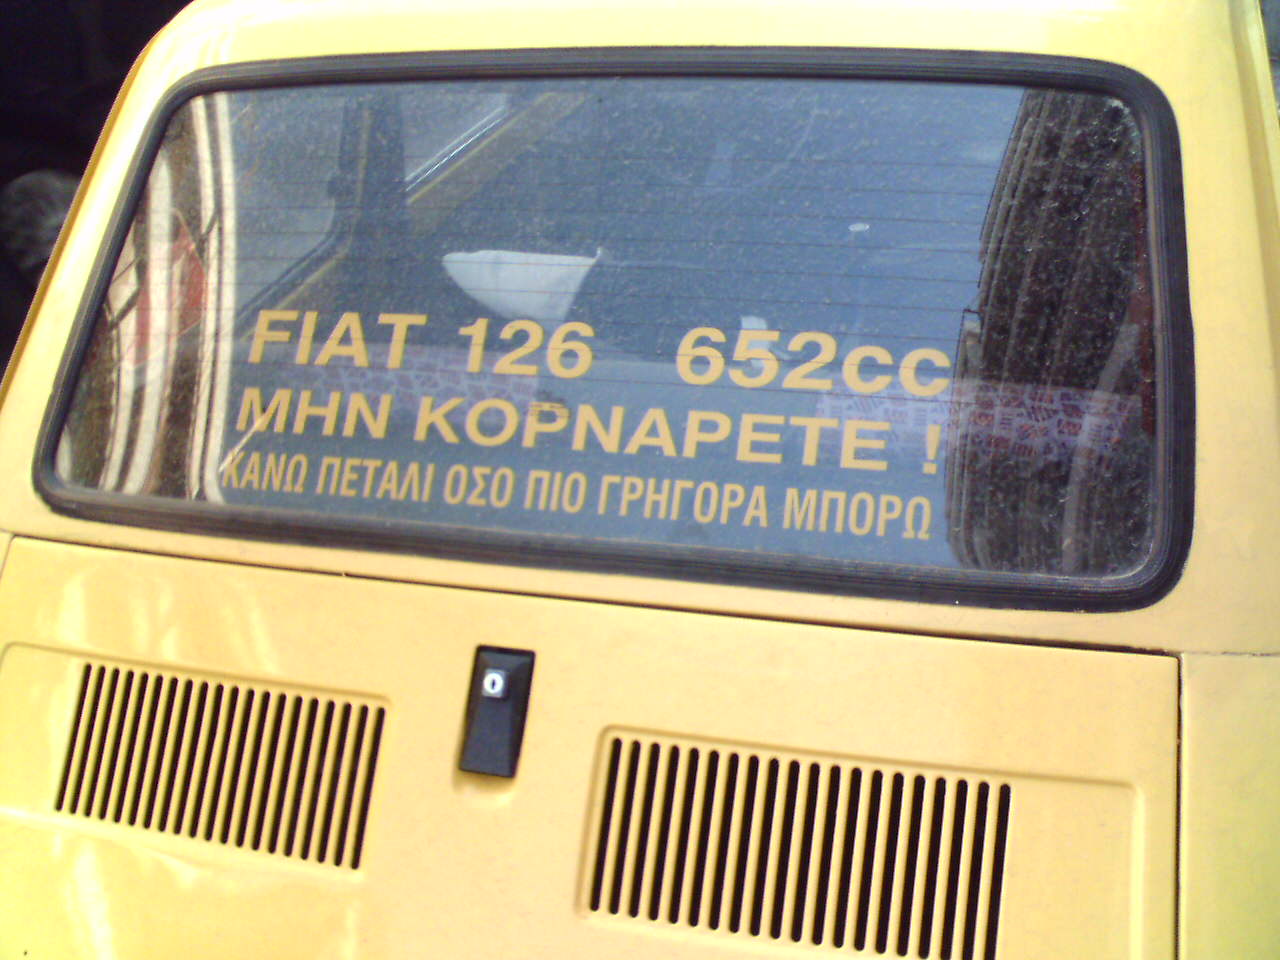 FIAT 126 652cc
ΜΗΝ ΚΟΡΝΑΡΕΤΕ !
ΚΑΝΩ ΠΕΤΑΛΙ ΟΣΟ ΠΙΟ ΓΡΗΓΟΡΑ ΜΠΟΡΩ